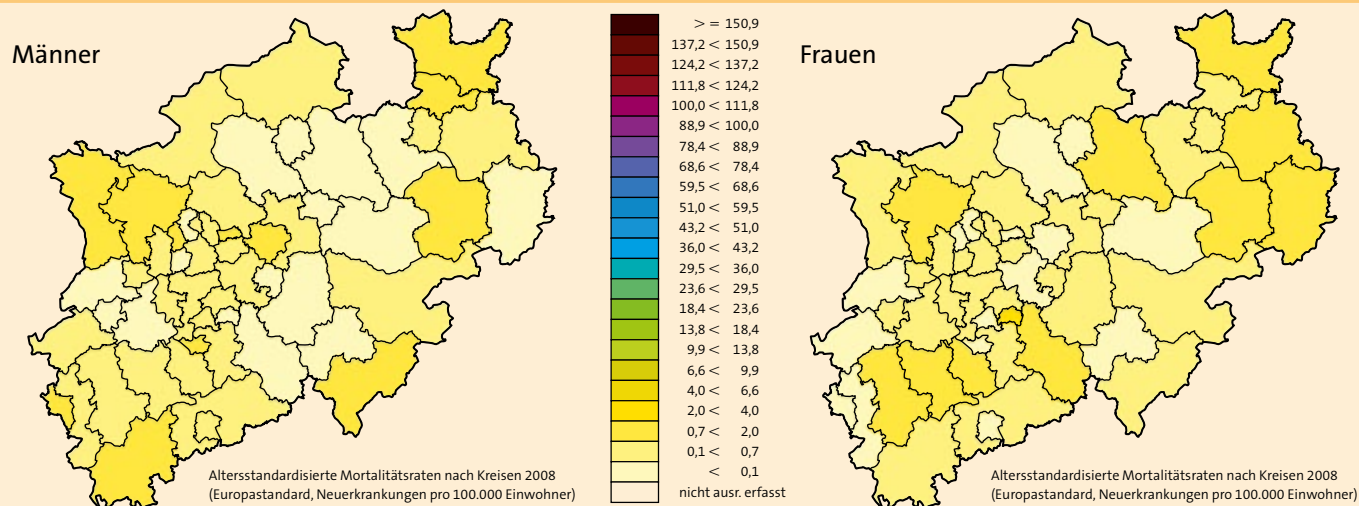 Männer
> = 150,9
137,2 < 150,9
124,2 < 137,2
111,8 < 124,2
100,0 < 111,8
88,9 < 100,0
78,4 < 88,9
68,6 < 78,4
59,5 < 68,6
51,0 < 59,5
43,2 < 51,0
36,0 < 43,2
29,5 < 36,0
23,6 < 29,5
18,4 < 23,6
13,8 < 18,4
9,9 < 13,8
6,6 < 9,9
4,0 < 6,6
2,0 < 4,0
0,7 < 2,0
0,1 < 0,7
< 0,1
nicht ausr. erfasst
Altersstandardisierte Mortalitätsraten nach Kreisen 2008
(Europastandard, Neuerkrankungen pro 100.000 Einwohner)
Frauen
Altersstandardisierte Mortalitätsraten nach Kreisen 2008
(Europastandard, Neuerkrankungen pro 100.000 Einwohner)